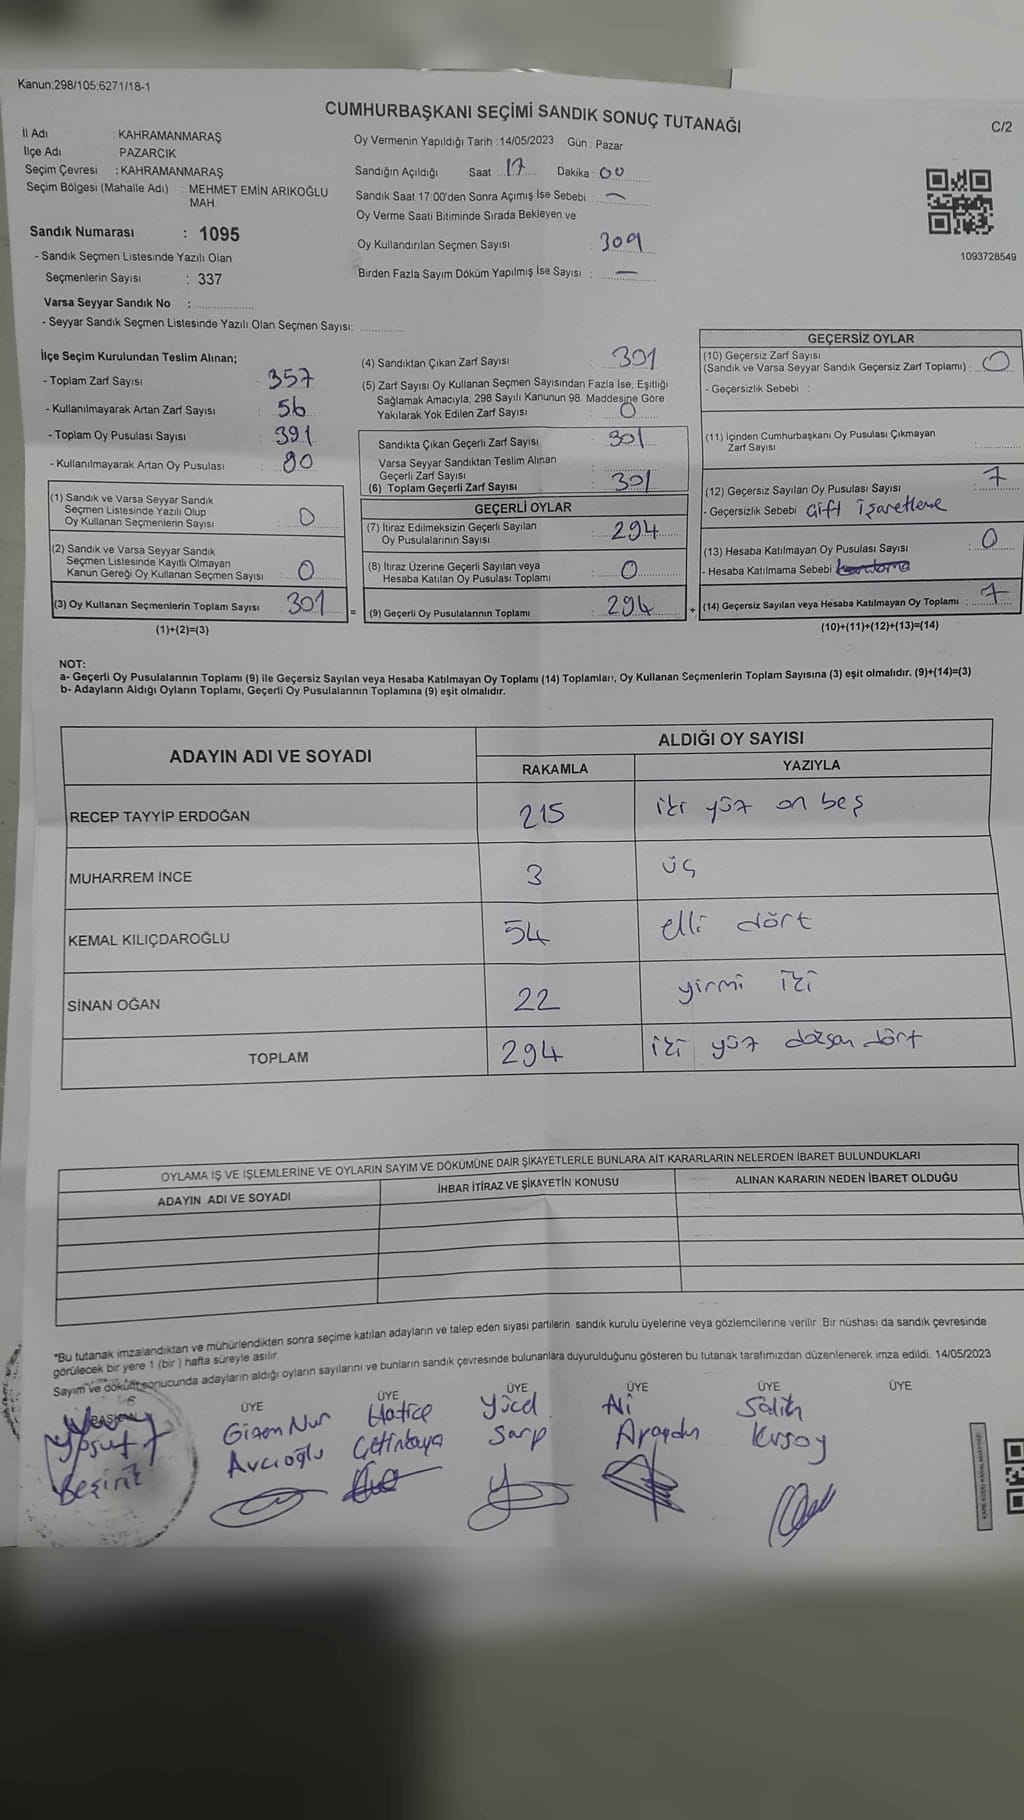 Kanun;298/105;6271/18-1
CUMHURBAŞKANI SEÇİMİ SANDIK SONUÇ TUTANAĞI
C/2
İl Adı : KAHRAMANMARAŞ
İlçe Adı : PAZARCIK
Seçim Çevresi : KAHRAMANMARAŞ
Seçim Bölgesi (Mahalle Adı) : MEHMET EMİN ARIKOĞLU
MAH.
Sandık Numarası : 1095
- Sandık Seçmen Listesinde Yazılı Olan
Seçmenlerin Sayısı : 337
Varsa Seyyar Sandık No :
- Seyyar Sandık Seçmen Listesinde Yazılı Olan Seçmen Sayısı:
Oy Vermenin Yapıldığı Tarih : 14/05/2023 Gün : Pazar
Sandığın Açıldığı Saat : 17 Dakika : 00
Sandık Saat 17:00'den Sonra Açımış İse Sebebi : —
Oy Verme Saati Bitiminde Sırada Bekleyen ve
Oy Kullandırılan Seçmen Sayısı : 309
Birden Fazla Sayım Döküm Yapılmış İse Sayısı : —
1093728549
İlçe Seçim Kurulundan Teslim Alınan;
- Toplam Zarf Sayısı : 357
- Kullanılmayarak Artan Zarf Sayısı : 56
- Toplam Oy Pusulası Sayısı : 391
- Kullanılmayarak Artan Oy Pusulası : 90
(1) Sandık ve Varsa Seyyar Sandık
Seçmen Listesinde Yazılı Olup
Oy Kullanan Seçmenlerin Sayısı : 0
(2) Sandık ve Varsa Seyyar Sandık
Seçmen Listesinde Kayıtlı Olmayan
Kanun Gereği Oy Kullanan Seçmen Sayısı : 0
(3) Oy Kullanan Seçmenlerin Toplam Sayısı : 301
(1)+(2)=(3)
(4) Sandıktan Çıkan Zarf Sayısı : 301
(5) Zarf Sayısı Oy Kullanan Seçmen Sayısından Fazla İse, Eşitliği
Sağlamak Amacıyla; 298 Sayılı Kanunun 98. Maddesine Göre
Yakılarak Yok Edilen Zarf Sayısı : 0
Sandıkta Çıkan Geçerli Zarf Sayısı : 301
Varsa Seyyar Sandıktan Teslim Alınan
Geçerli Zarf Sayısı :
(6) Toplam Geçerli Zarf Sayısı : 301
GEÇERLİ OYLAR
(7) İtiraz Edilmeksizin Geçerli Sayılan
Oy Pusulalarının Sayısı : 294
(8) İtiraz Üzerine Geçerli Sayılan veya
Hesaba Katılan Oy Pusulası Toplamı : 0
= (9) Geçerli Oy Pusulalarının Toplamı : 294
GEÇERSİZ OYLAR
(10) Geçersiz Zarf Sayısı
(Sandık ve Varsa Seyyar Sandık Geçersiz Zarf Toplamı) : 0
- Geçersizlik Sebebi :
(11) İçinden Cumhurbaşkanı Oy Pusulası Çıkmayan
Zarf Sayısı :
(12) Geçersiz Sayılan Oy Pusulası Sayısı : 7
- Geçersizlik Sebebi Çift işaretleme
(13) Hesaba Katılmayan Oy Pusulası Sayısı : 0
- Hesaba Katılmama Sebebi
+ (14) Geçersiz Sayılan veya Hesaba Katılmayan Oy Toplamı : 7
(10)+(11)+(12)+(13)=(14)
NOT:
a- Geçerli Oy Pusulalarının Toplamı (9) ile Geçersiz Sayılan veya Hesaba Katılmayan Oy Toplamı (14) Toplamları, Oy Kullanan Seçmenlerin Toplam Sayısına (3) eşit olmalıdır. (9)+(14)=(3)
b- Adayların Aldığı Oyların Toplamı, Geçerli Oy Pusulalarının Toplamına (9) eşit olmalıdır.
ADAYIN ADI VE SOYADI
ALDIĞI OY SAYISI
RAKAMLA YAZIYLA
RECEP TAYYİP ERDOĞAN 215 iki yüz on beş
MUHARREM İNCE 3 üç
KEMAL KILIÇDAROĞLU 54 elli dört
SİNAN OĞAN 22 yirmi iki
TOPLAM 294 iki yüz doksan dört
OYLAMA İŞ VE İŞLEMLERİNE VE OYLARIN SAYIM VE DÖKÜMÜNE DAİR ŞİKAYETLERLE BUNLARA AİT KARARLARIN NELERDEN İBARET BULUNDUKLARI
ADAYIN ADI VE SOYADI İHBAR İTİRAZ VE ŞİKAYETİN KONUSU ALINAN KARARIN NEDEN İBARET OLDUĞU
*Bu tutanak imzalandıktan ve mühürlendikten sonra seçime katılan adayların ve talep eden siyasi partilerin sandık kurulu üyelerine veya gözlemcilerine verilir .Bir nüshası da sandık çevresinde
görülecek bir yere 1 (bir ) hafta süreyle asılır.
Sayım ve döküm sonucunda adayların aldığı oyların sayılarını ve bunların sandık çevresinde bulunanlara duyurulduğunu gösteren bu tutanak tarafımızdan düzenlenerek imza edildi. 14/05/2023
BAŞKAN ÜYE ÜYE ÜYE ÜYE ÜYE ÜYE
Yusuf Gizem Nur Hatice Yücel Ali Salih
Avcıoğlu Çetinkaya Sarp Kırsoy